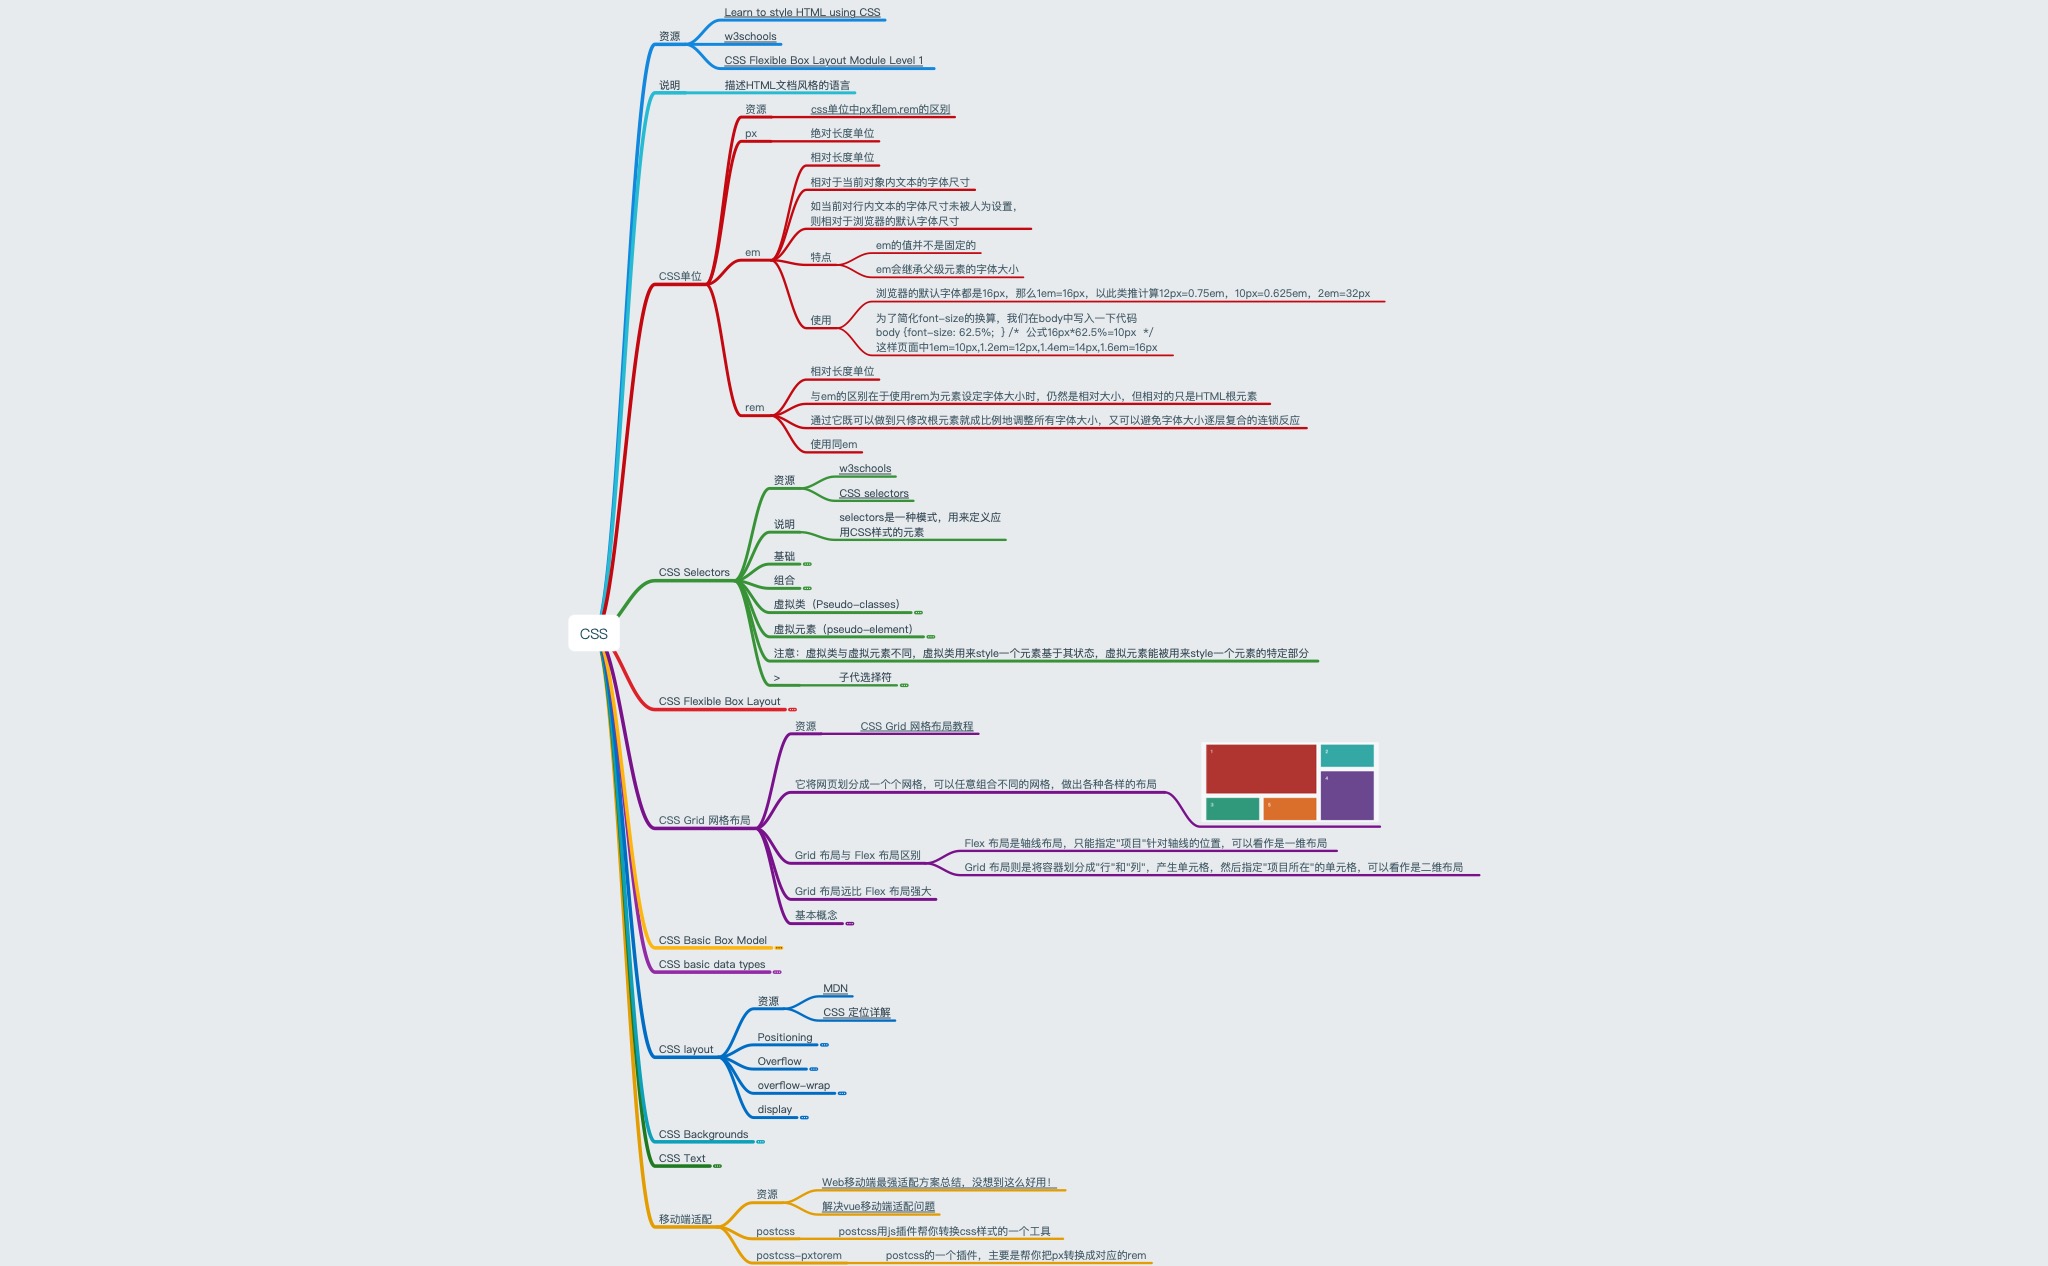 Learn to style HTML using CSS
资源
w3schools
CSS Flexible Box Layout Module Level 1
说明
描述HTML文档风格的语言
资源
css单位中px和em,rem的区别
px
绝对长度单位
相对长度单位
相对于当前对象内文本的字体尺寸
如当前对行内文本的字体尺寸未被人为设置，
则相对于浏览器的默认字体尺寸
em
em的值并不是固定的
特点
em会继承父级元素的字体大小
CSS单位
浏览器的默认字体都是16px，那么1em=16px，以此类推计算12px=0.75em，10px=0.625em，2em=32px
使用
为了简化font-size的换算，我们在body中写入一下代码
body {font-size: 62.5%; } /* 公式16px*62.5%=10px */
这样页面中1em=10px,1.2em=12px,1.4em=14px,1.6em=16px
相对长度单位
与em的区别在于使用rem为元素设定字体大小时，仍然是相对大小，但相对的只是HTML根元素
rem
通过它既可以做到只修改根元素就成比例地调整所有字体大小，又可以避免字体大小逐层复合的连锁反应
使用同em
w3schools
资源
CSS selectors
说明
selectors是一种模式，用来定义应
用CSS样式的元素
基础
CSS Selectors
组合
虚拟类（Pseudo-classes）
虚拟元素（pseudo-element）
CSS
注意：虚拟类与虚拟元素不同，虚拟类用来style一个元素基于其状态，虚拟元素能被用来style一个元素的特定部分
>
子代选择符
CSS Flexible Box Layout
资源
CSS Grid 网格布局教程
它将网页划分成一个个网格，可以任意组合不同的网格，做出各种各样的布局
1
2
4
3
5
CSS Grid 网格布局
Flex 布局是轴线布局，只能指定"项目"针对轴线的位置，可以看作是一维布局
Grid 布局与 Flex 布局区别
Grid 布局则是将容器划分成"行"和"列"，产生单元格，然后指定"项目所在"的单元格，可以看作是二维布局
Grid 布局远比 Flex 布局强大
基本概念
CSS Basic Box Model
CSS basic data types
MDN
资源
CSS 定位详解
Positioning
CSS layout
Overflow
overflow-wrap
display
CSS Backgrounds
CSS Text
Web移动端最强适配方案总结，没想到这么好用！
资源
解决vue移动端适配问题
移动端适配
postcss
postcss用js插件帮你转换css样式的一个工具
postcss-pxtorem
postcss的一个插件，主要是帮你把px转换成对应的rem